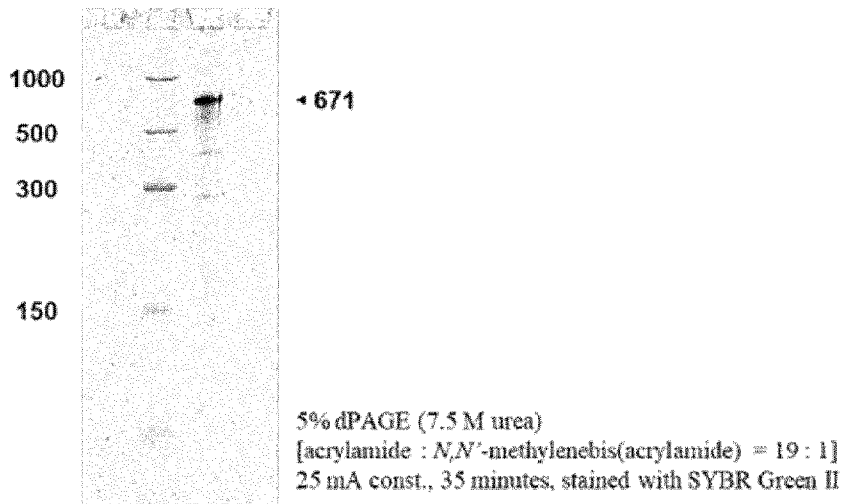 1000
◂ 671
500
300
150
5% dPAGE (7.5 M urea)
[acrylamide : N,N'-methylenebis(acrylamide) = 19 : 1]
25 mA const., 35 minutes, stained with SYBR Green II